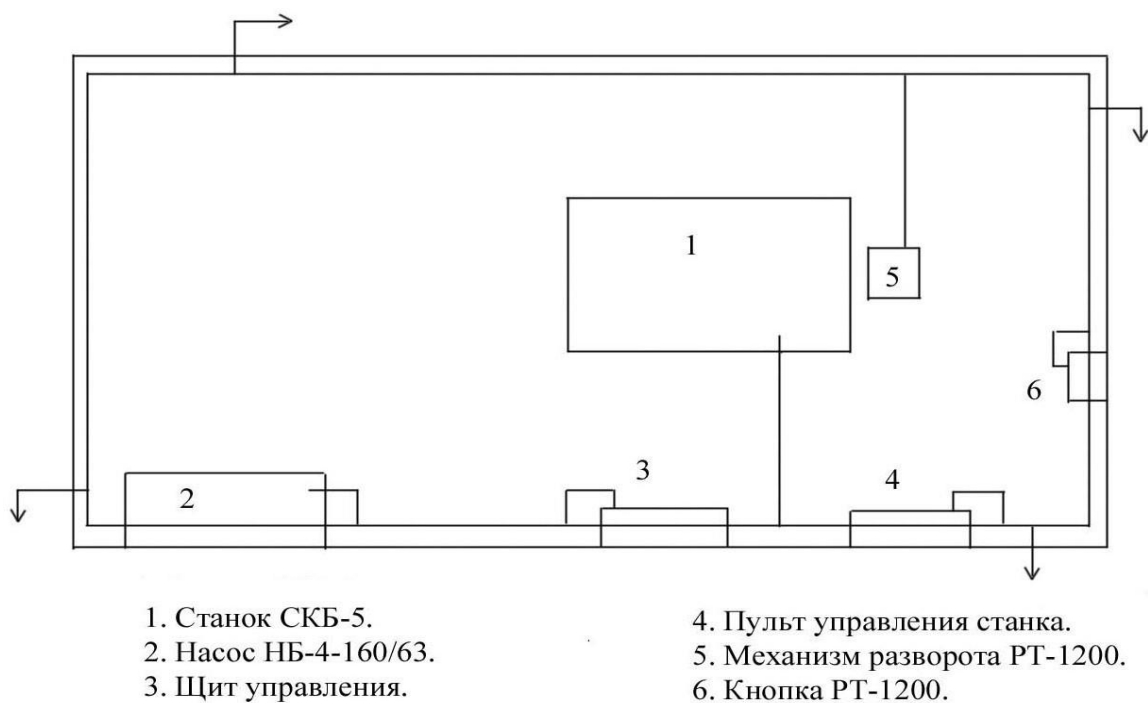 1
5
6
3
4
2
1. Станок СКБ-5.
2. Насос НБ-4-160/63.
3. Щит управления.
4. Пульт управления станка.
5. Механизм разворота РТ-1200.
6. Кнопка РТ-1200.